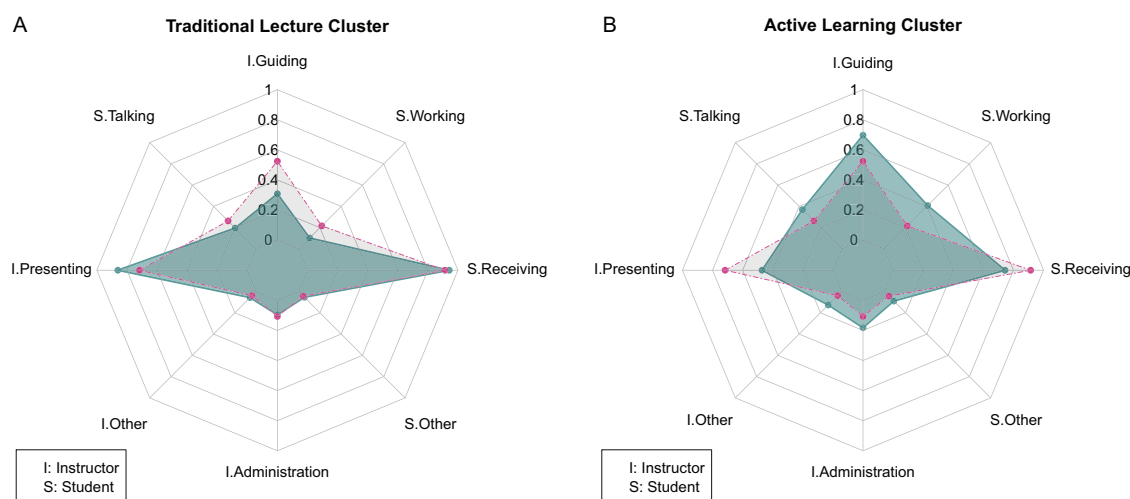 A
Traditional Lecture Cluster
I.Guiding
1
S.Talking
S.Working
0.8
0.6
0.4
0.2
0
I.Presenting
S.Receiving
I.Other
S.Other
I.Administration
I: Instructor
S: Student
B
Active Learning Cluster
I.Guiding
1
S.Talking
S.Working
0.8
0.6
0.4
0.2
0
I.Presenting
S.Receiving
I.Other
S.Other
I.Administration
I: Instructor
S: Student